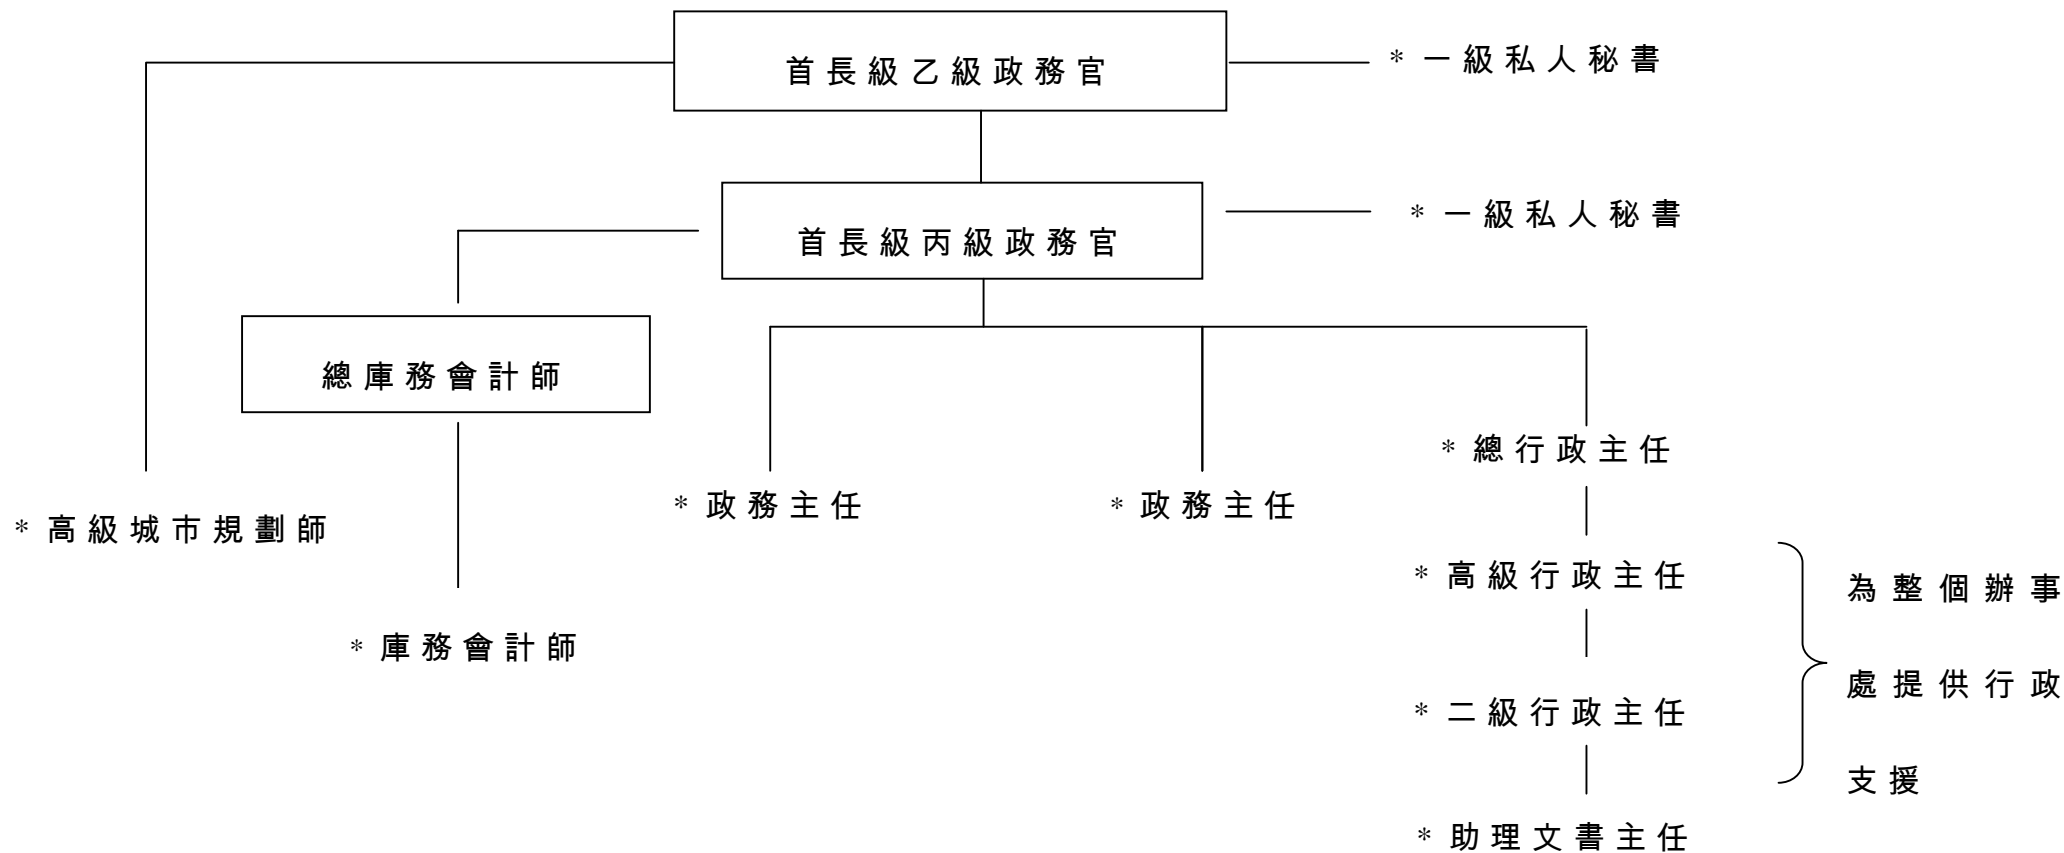 首長級乙級政務官
* 一級私人秘書
* 一級私人秘書
首長級丙級政務官
總庫務會計師
* 總行政主任
* 政務主任
* 政務主任
* 高級城市規劃師
* 高級行政主任
為整個辦事
* 庫務會計師
處提供行政
* 二級行政主任
支援
* 助理文書主任